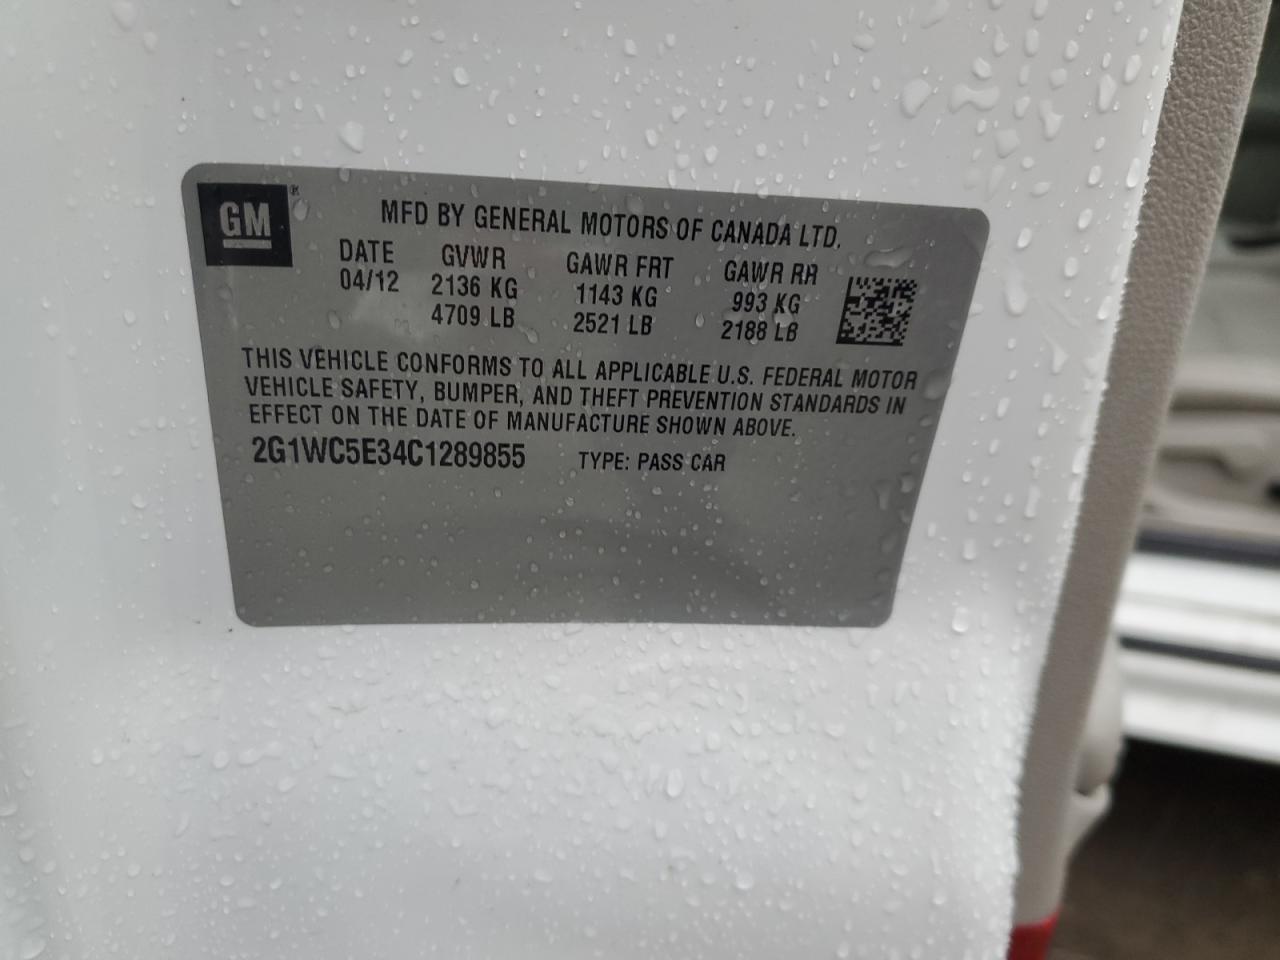 GM®
MFD BY GENERAL MOTORS OF CANADA LTD.
DATE GVWR GAWR FRT GAWR RR
04/12 2136 KG 1143 KG 993 KG
4709 LB 2521 LB 2188 LB
THIS VEHICLE CONFORMS TO ALL APPLICABLE U.S. FEDERAL MOTOR
VEHICLE SAFETY, BUMPER, AND THEFT PREVENTION STANDARDS IN
EFFECT ON THE DATE OF MANUFACTURE SHOWN ABOVE.
2G1WC5E34C1289855 TYPE: PASS CAR